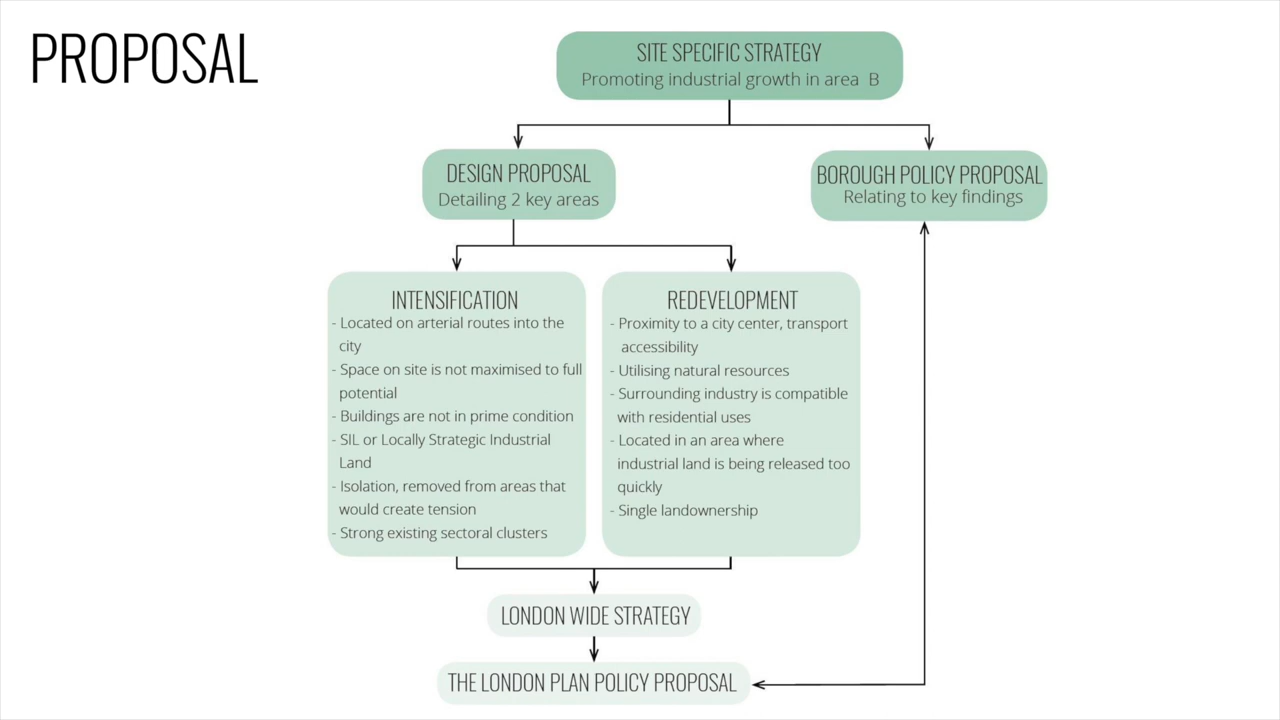 PROPOSAL
SITE SPECIFIC STRATEGY
Promoting industrial growth in area B
DESIGN PROPOSAL
Detailing 2 key areas
BOROUGH POLICY PROPOSAL
Relating to key findings
INTENSIFICATION
- Located on arterial routes into the
city
- Space on site is not maximised to full
potential
- Buildings are not in prime condition
- SIL or Locally Strategic Industrial
Land
- Isolation, removed from areas that
would create tension
- Strong existing sectoral clusters
REDEVELOPMENT
- Proximity to a city center, transport
accessibility
- Utilising natural resources
- Surrounding industry is compatible
with residential uses
- Located in an area where
industrial land is being released too
quickly
- Single landownership
LONDON WIDE STRATEGY
THE LONDON PLAN POLICY PROPOSAL